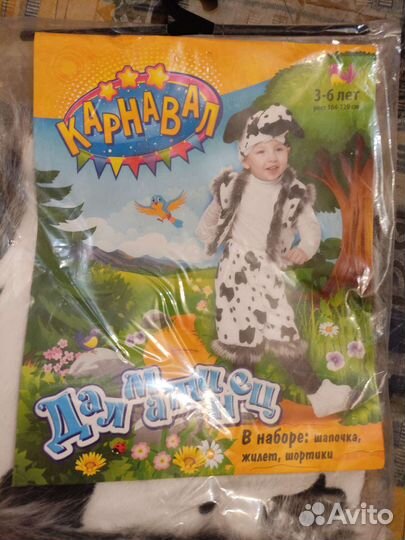 КАРНАВАЛ
3-6 лет
рост 104-120 см
Далматинец
В наборе: шапочка,
жилет, шортики
Avito